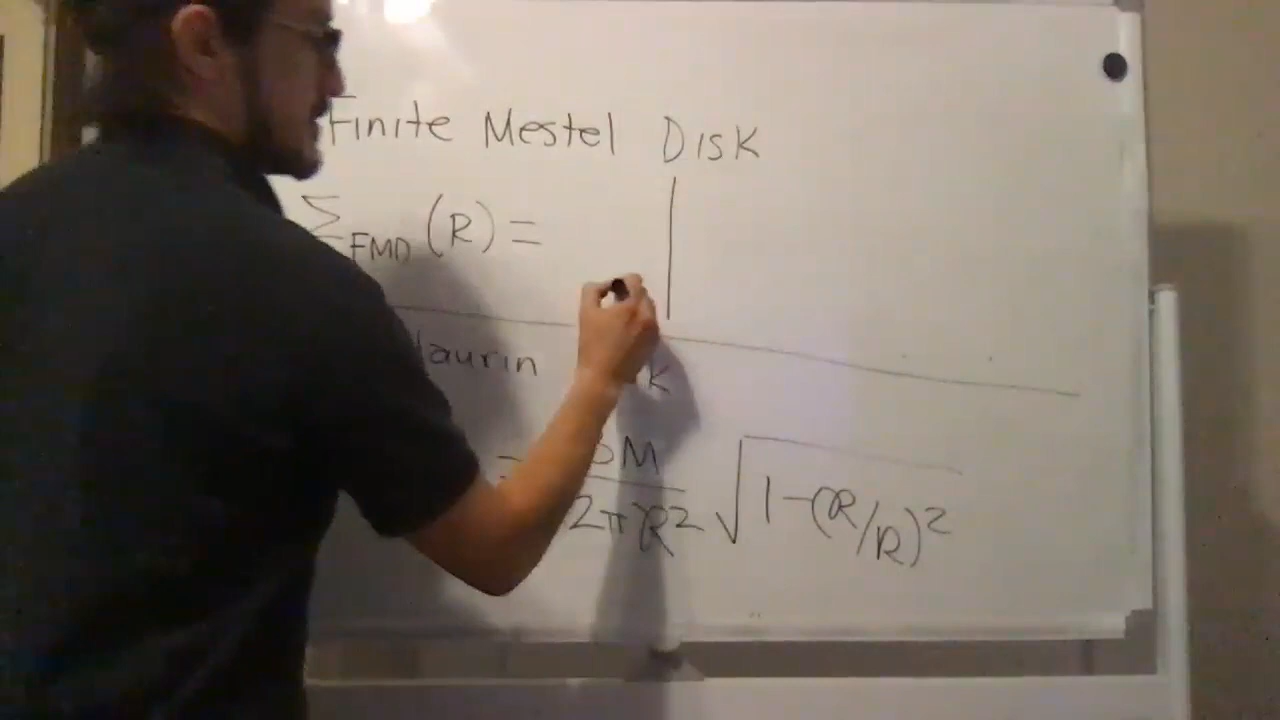 Finite Mestel Disk
Σ_FMD (R) =
laurin
M
2πR² √(1-(R/R)²)